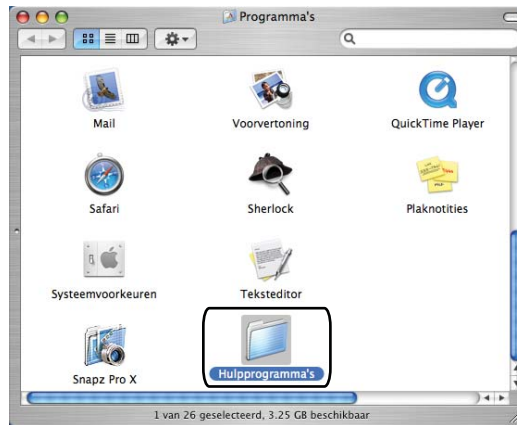 Programma's
Mail
Voorvertoning
QuickTime Player
Safari
Sherlock
Plaknotities
Systeemvoorkeuren
Teksteditor
Snapz Pro X
Hulpprogramma's
1 van 26 geselecteerd, 3.25 GB beschikbaar